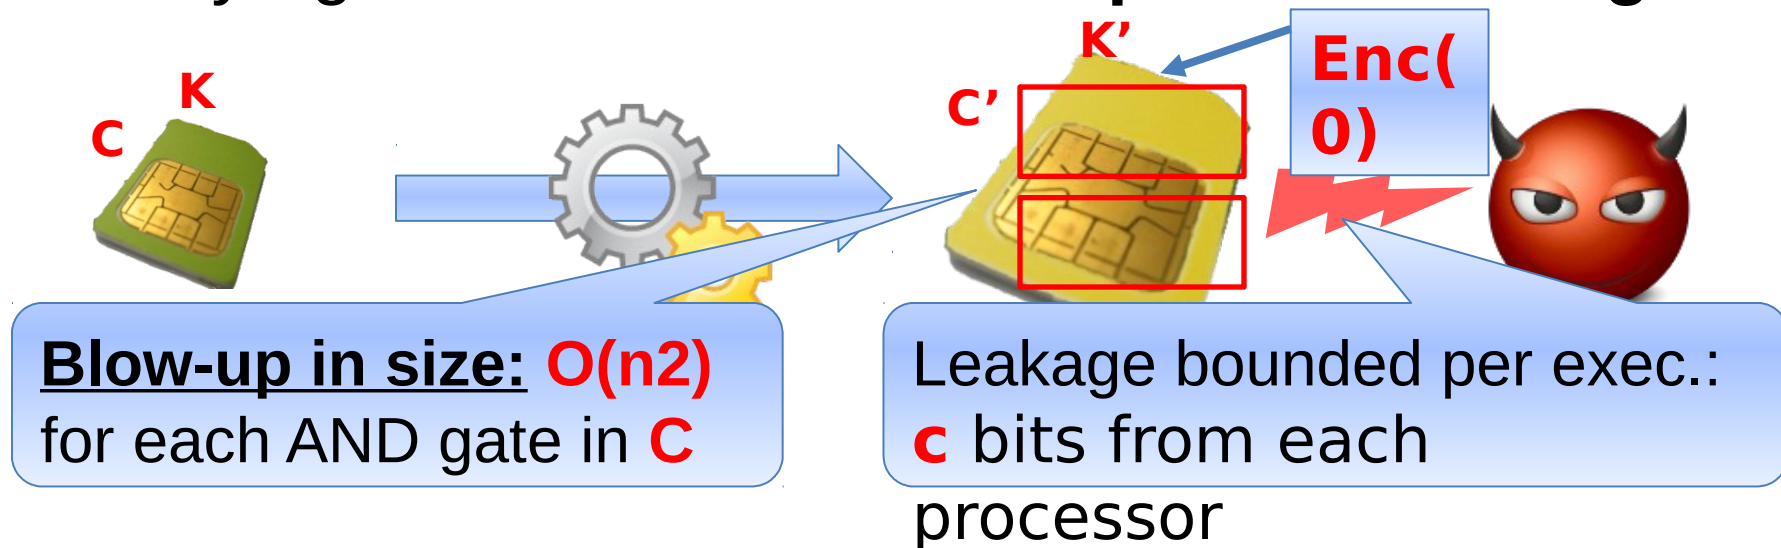 K’
Enc(
0)
K
C’
C
Blow-up in size: O(n2)
for each AND gate in C
Leakage bounded per exec.:
c bits from each
processor